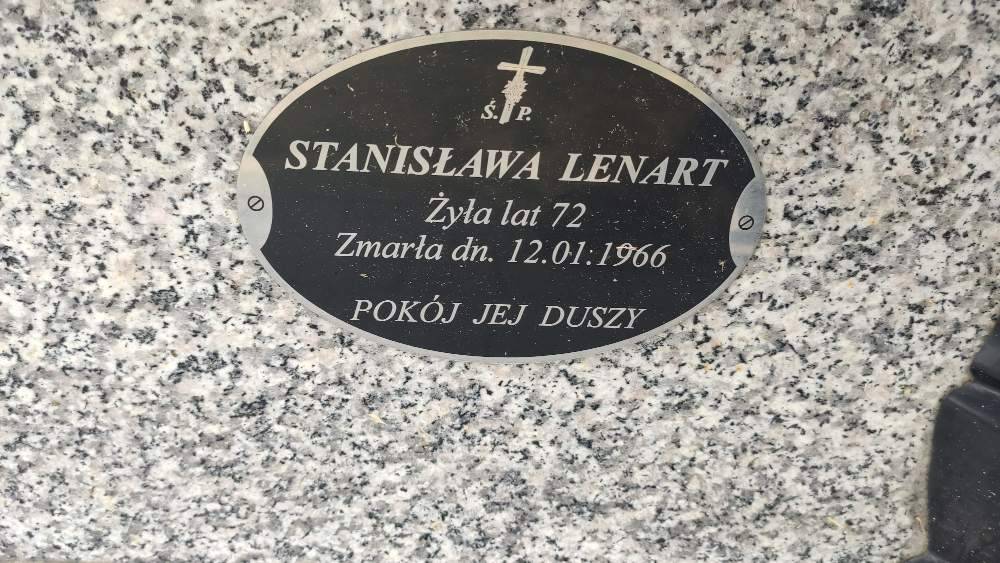 Ś. P.
STANISŁAWA LENART
Żyła lat 72
Zmarła dn. 12.01.1966
POKÓJ JEJ DUSZY